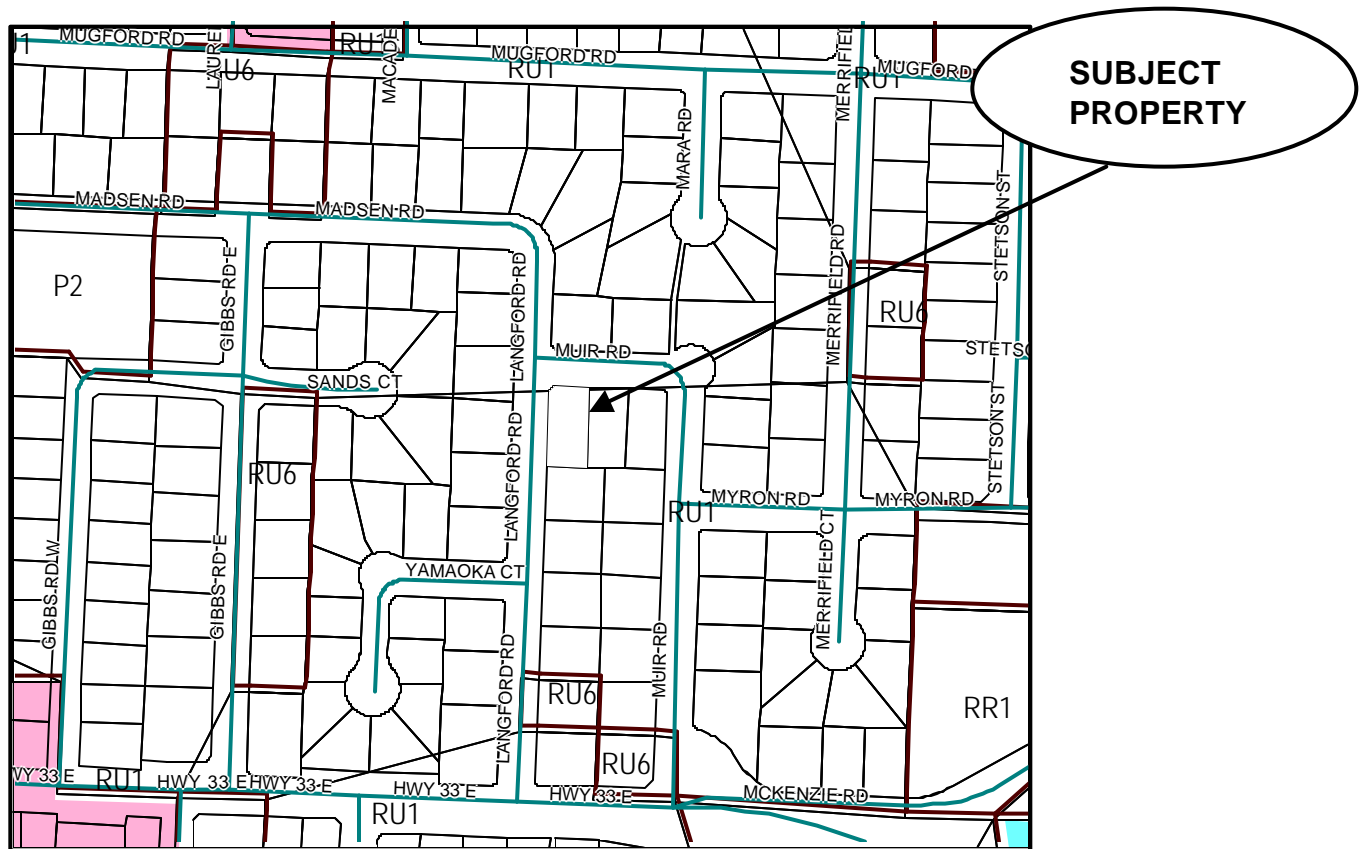 MUGFORD RD
RU1
MUGFORD RD
RU1
MUGFORD
RU1
SUBJECT
PROPERTY
U6
MACADE
MARA RD
MERRIFIEL
MADSEN RD
MADSEN RD
STETSON ST
P2
GIBBS RD E
LANGFORD RD
MERRIFIELD RD
RU6
MUIR RD
SANDS CT
STETSON ST
LANGFORD RD
RU6
MYRON RD
MYRON RD
RU1
GIBBS RD W
GIBBS RD E
YAMAOKA CT
MERRIFIELD CT
LANGFORD RD
MUIR RD
RU6
RR1
RU6
RU1
HWY 33 E
HWY 33 E
HWY 33 E
HWY 33 E
MCKENZIE RD
RU1